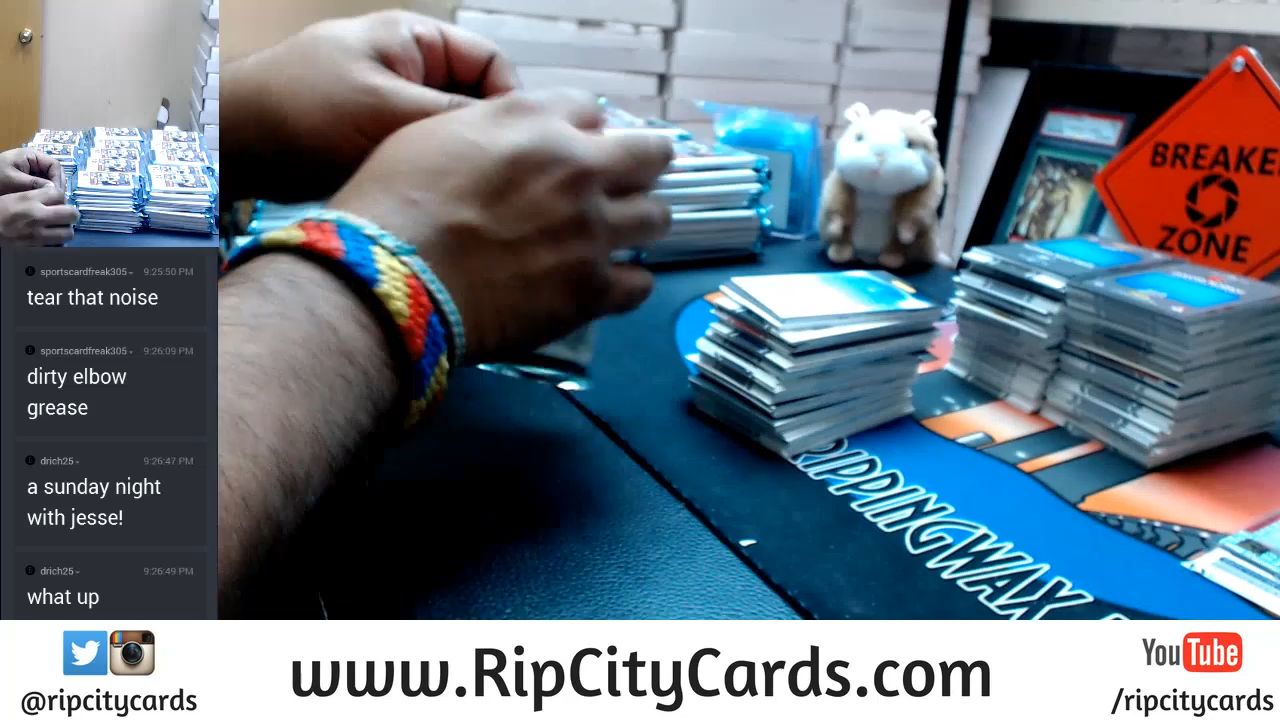 sportscardfreak305 9:25:50 PM
tear that noise
sportscardfreak305 9:26:09 PM
dirty elbow
grease
drich25 9:26:47 PM
a sunday night
with jesse!
drich25 9:26:49 PM
what up
BREAKE
ZONE
RIPPINGWAX
@ripcitycards
www.RipCityCards.com
YouTube
/ripcitycards